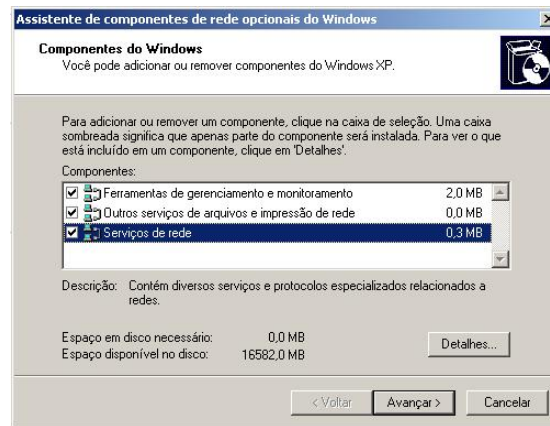 Assistente de componentes de rede opcionais do Windows
Componentes do Windows
Você pode adicionar ou remover componentes do Windows XP.
Para adicionar ou remover um componente, clique na caixa de seleção. Uma caixa
sombreada significa que apenas parte do componente será instalada. Para ver o que
está incluído em um componente, clique em 'Detalhes'.
Componentes:
Ferramentas de gerenciamento e monitoramento 2,0 MB
Outros serviços de arquivos e impressão de rede 0,0 MB
Serviços de rede 0,3 MB
Descrição: Contém diversos serviços e protocolos especializados relacionados a
redes.
Espaço em disco necessário: 0,0 MB
Espaço disponível no disco: 16582,0 MB
Detalhes...
< Voltar Avançar > Cancelar